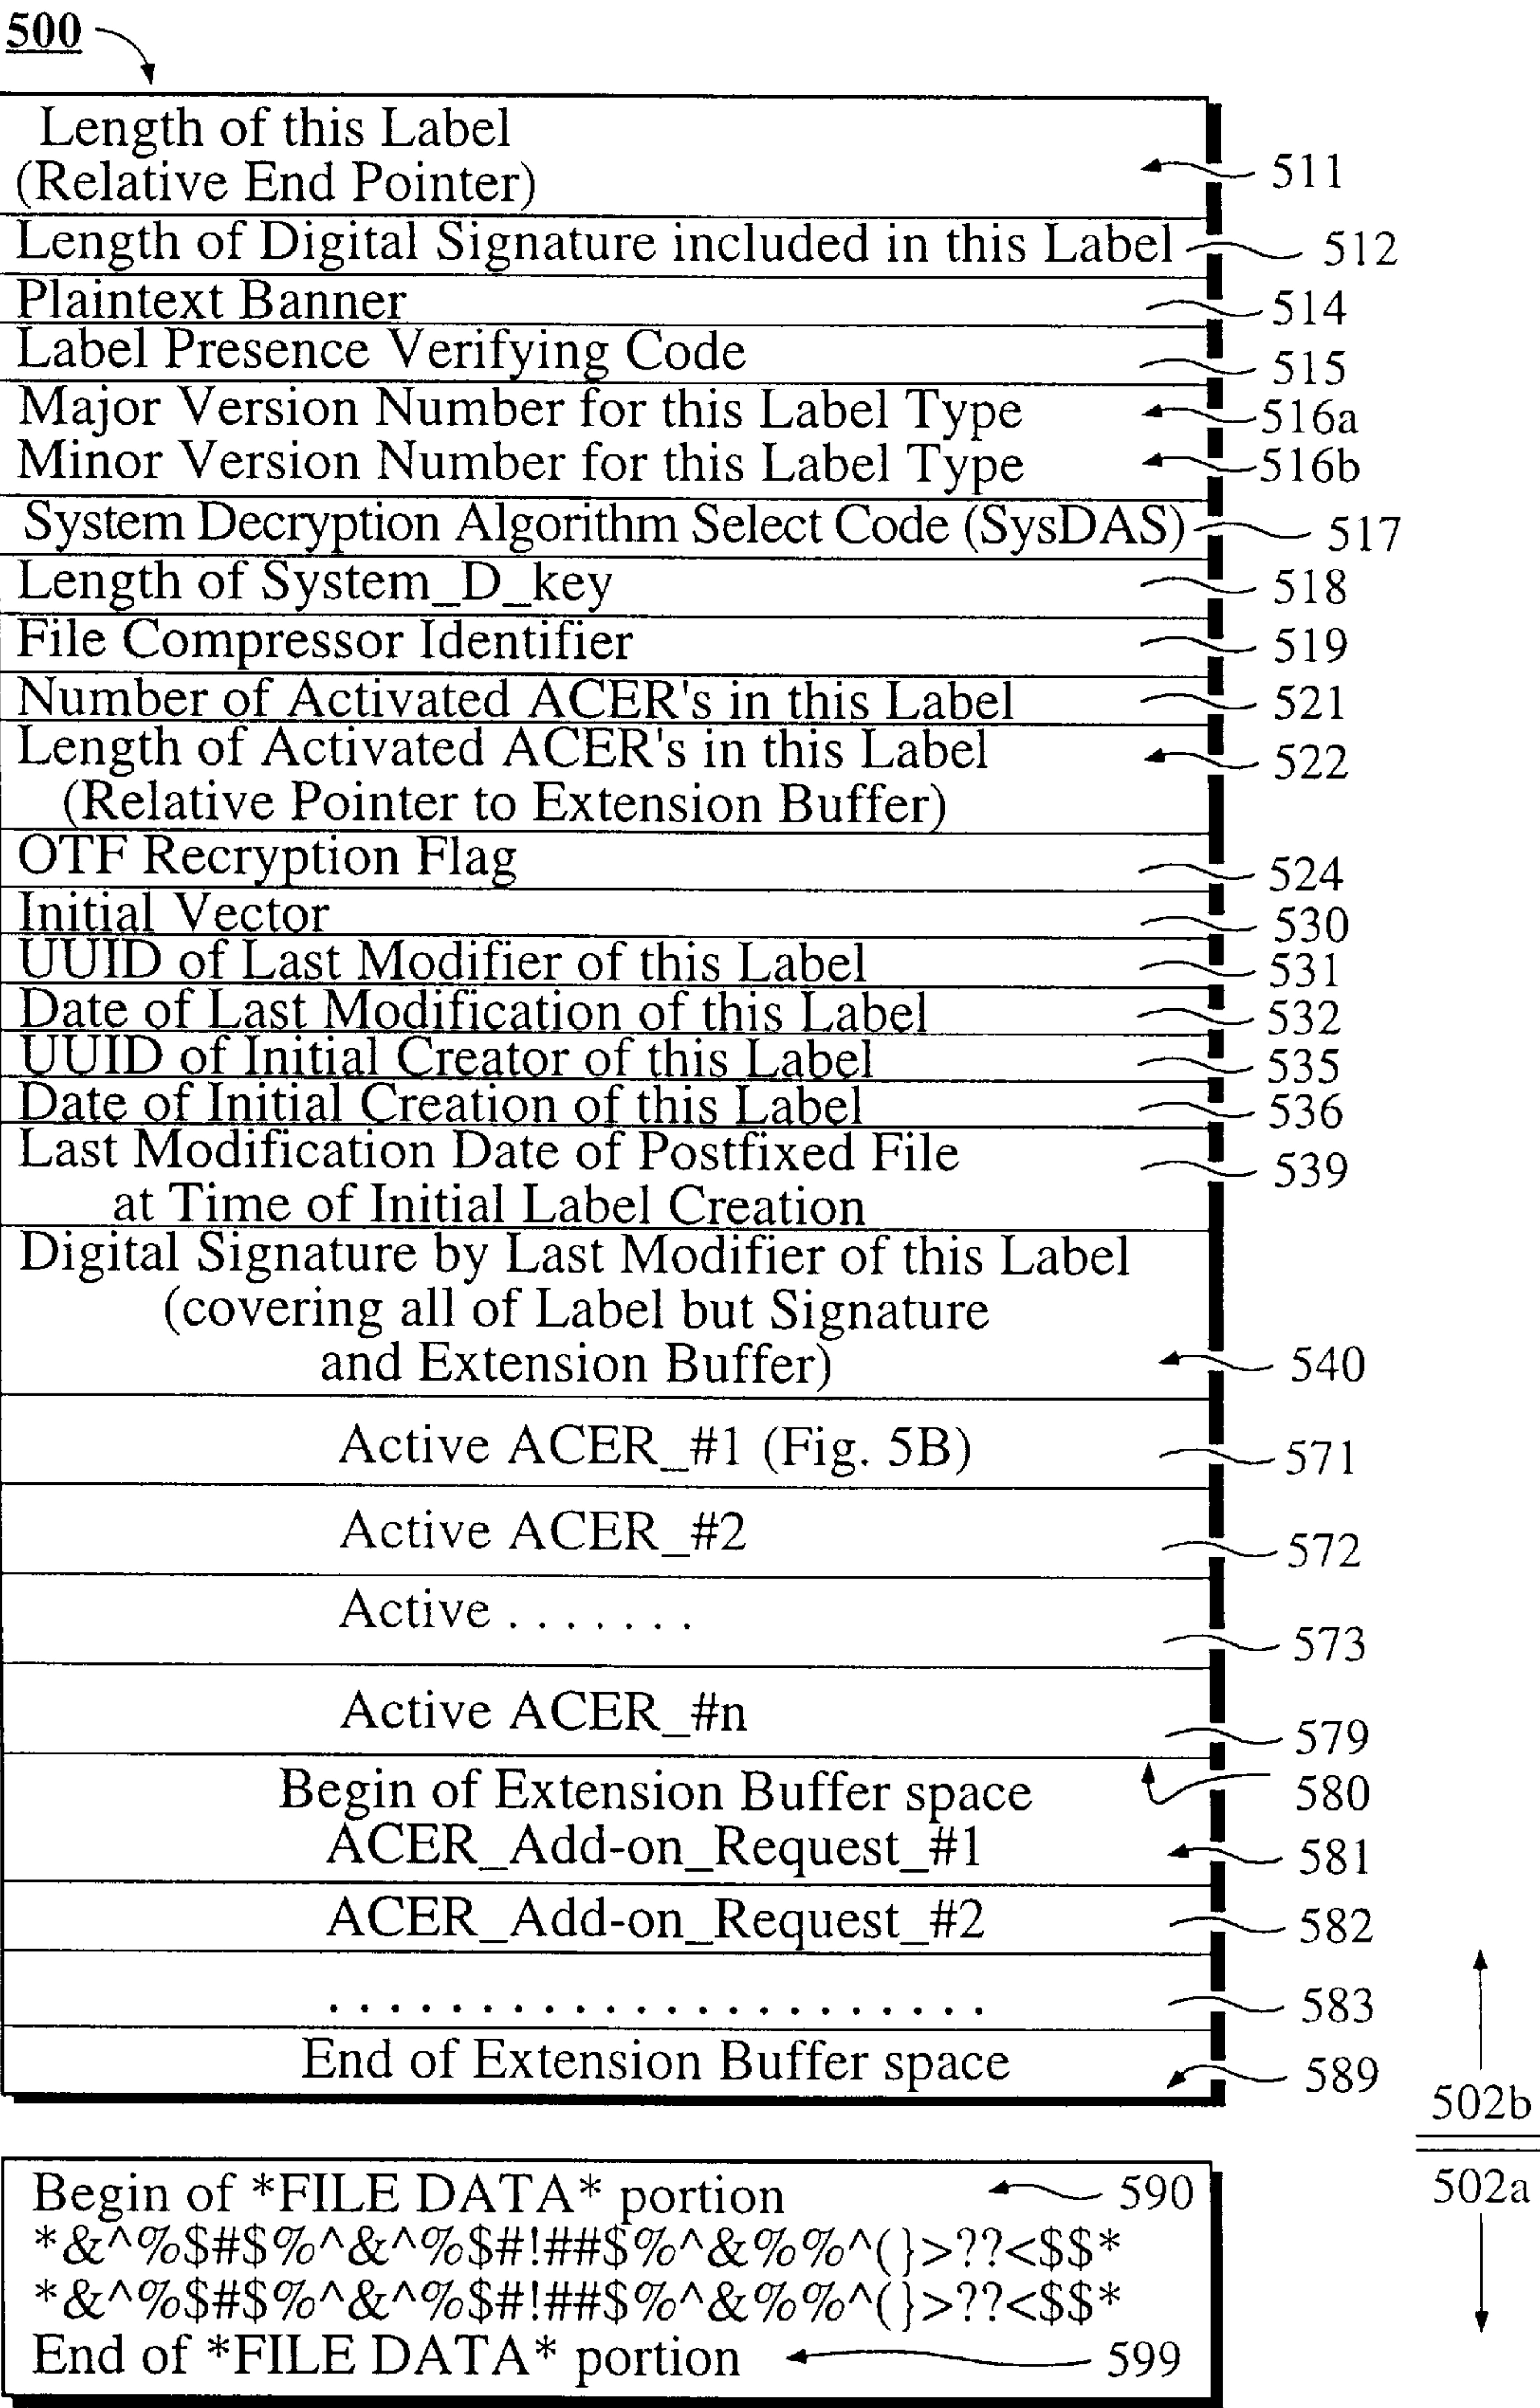 500
Length of this Label
(Relative End Pointer) 511
Length of Digital Signature included in this Label 512
Plaintext Banner 514
Label Presence Verifying Code 515
Major Version Number for this Label Type 516a
Minor Version Number for this Label Type 516b
System Decryption Algorithm Select Code (SysDAS) 517
Length of System_D_key 518
File Compressor Identifier 519
Number of Activated ACER's in this Label 521
Length of Activated ACER's in this Label 522
(Relative Pointer to Extension Buffer)
OTF Recryption Flag 524
Initial Vector 530
UUID of Last Modifier of this Label 531
Date of Last Modification of this Label 532
UUID of Initial Creator of this Label 535
Date of Initial Creation of this Label 536
Last Modification Date of Postfixed File 539
at Time of Initial Label Creation
Digital Signature by Last Modifier of this Label
(covering all of Label but Signature
and Extension Buffer) 540
Active ACER_#1 (Fig. 5B) 571
Active ACER_#2 572
Active . . . . . . . 573
Active ACER_#n 579
Begin of Extension Buffer space 580
ACER_Add-on_Request_#1 581
ACER_Add-on_Request_#2 582
. . . . . . . . . . . . . . . . . . . . . . . 583
End of Extension Buffer space 589
502b
502a
Begin of *FILE DATA* portion 590
*&^%$#$%^&^%$#!##$%^&%%^(}>??<$$*
*&^%$#$%^&^%$#!##$%^&%%^(}>??<$$*
End of *FILE DATA* portion 599